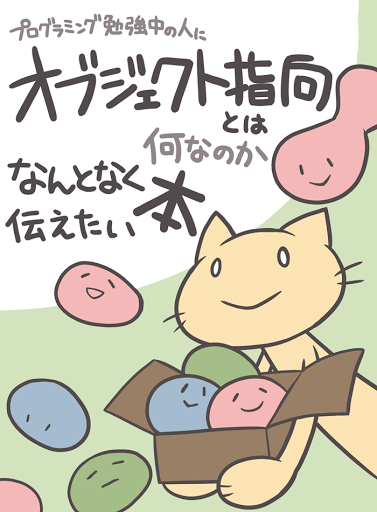 プログラミング勉強中の人に
オブジェクト指向
とは
何なのか
なんとなく
伝えたい本